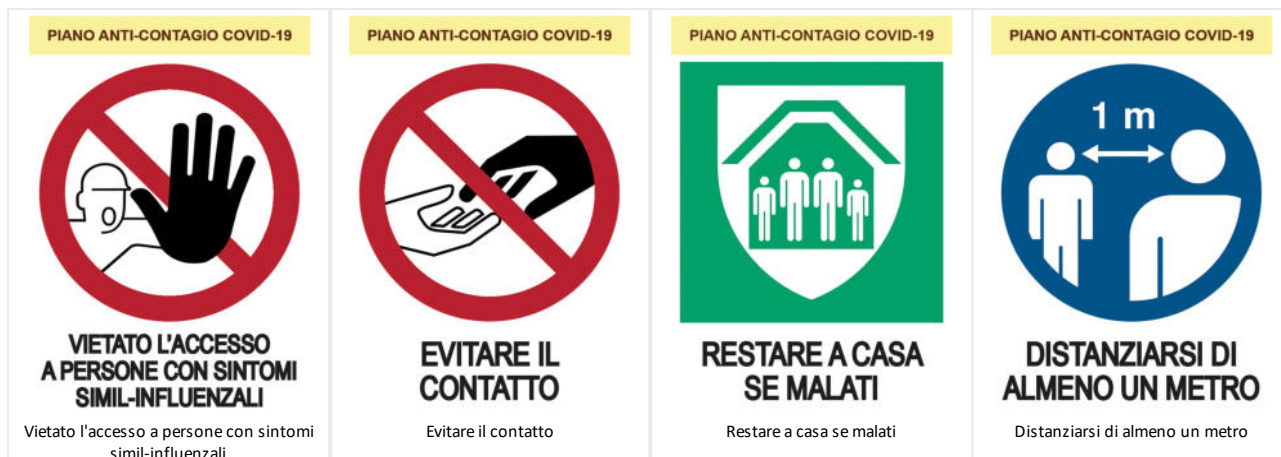 PIANO ANTI-CONTAGIO COVID-19
VIETATO L'ACCESSO
A PERSONE CON SINTOMI
SIMIL-INFLUENZALI
Vietato l'accesso a persone con sintomi
simil-influenzali
PIANO ANTI-CONTAGIO COVID-19
EVITARE IL
CONTATTO
Evitare il contatto
PIANO ANTI-CONTAGIO COVID-19
RESTARE A CASA
SE MALATI
Restare a casa se malati
PIANO ANTI-CONTAGIO COVID-19
1 m
DISTANZIARSI DI
ALMENO UN METRO
Distanziarsi di almeno un metro